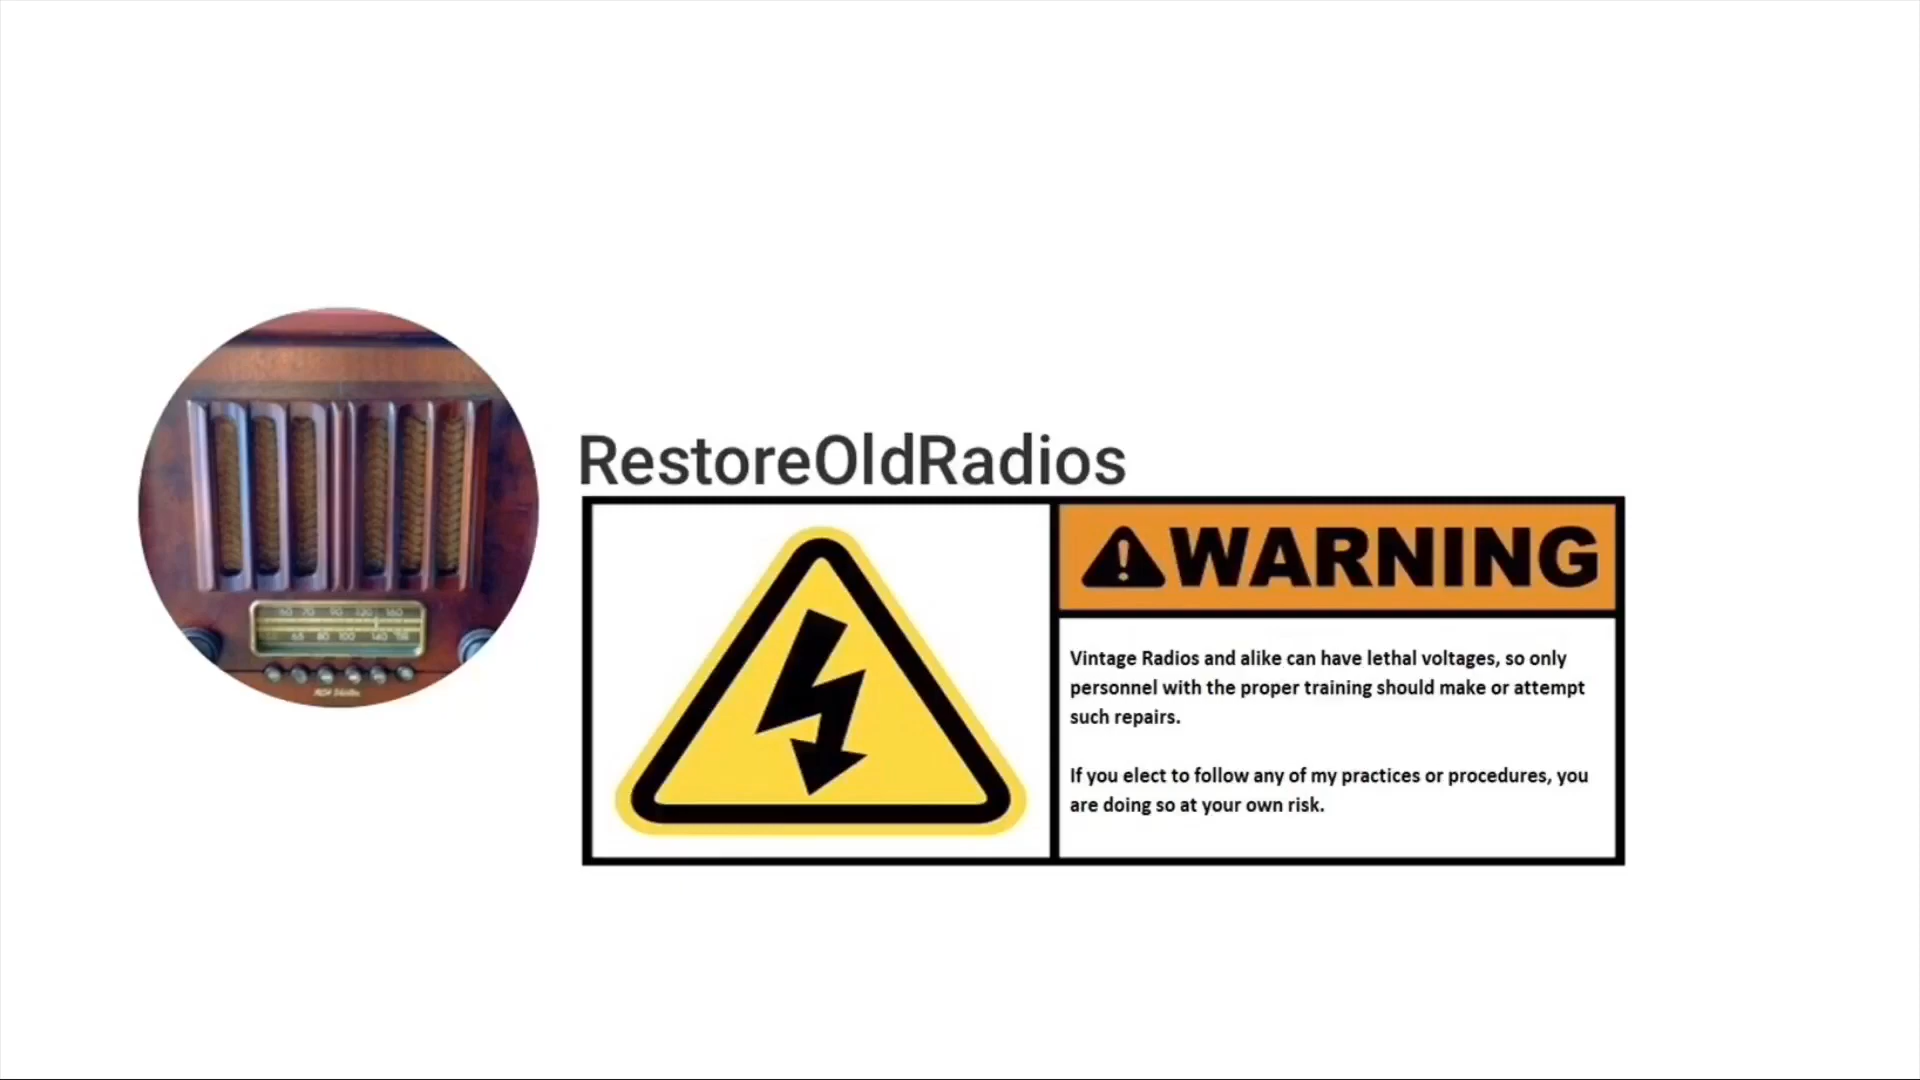 RestoreOldRadios
WARNING
Vintage Radios and alike can have lethal voltages, so only
personnel with the proper training should make or attempt
such repairs.
If you elect to follow any of my practices or procedures, you
are doing so at your own risk.